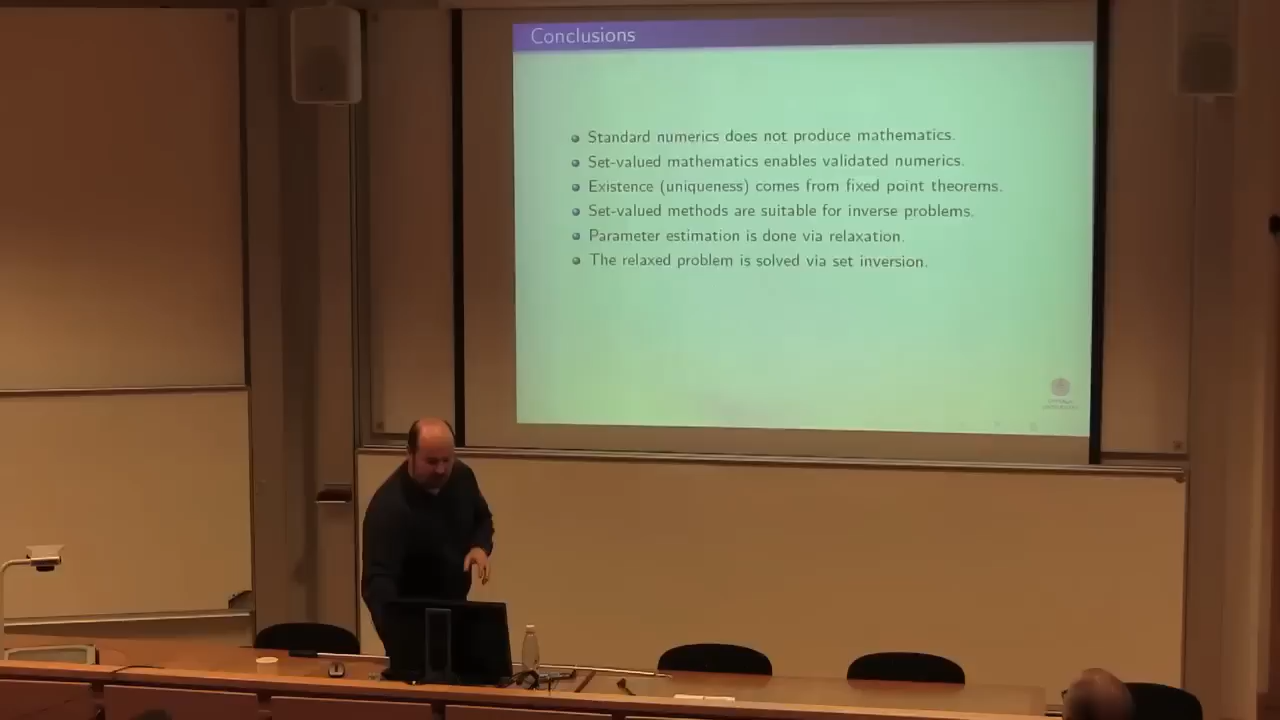 Conclusions
Standard numerics does not produce mathematics.
Set-valued mathematics enables validated numerics.
Existence (uniqueness) comes from fixed point theorems.
Set-valued methods are suitable for inverse problems.
Parameter estimation is done via relaxation.
The relaxed problem is solved via set inversion.